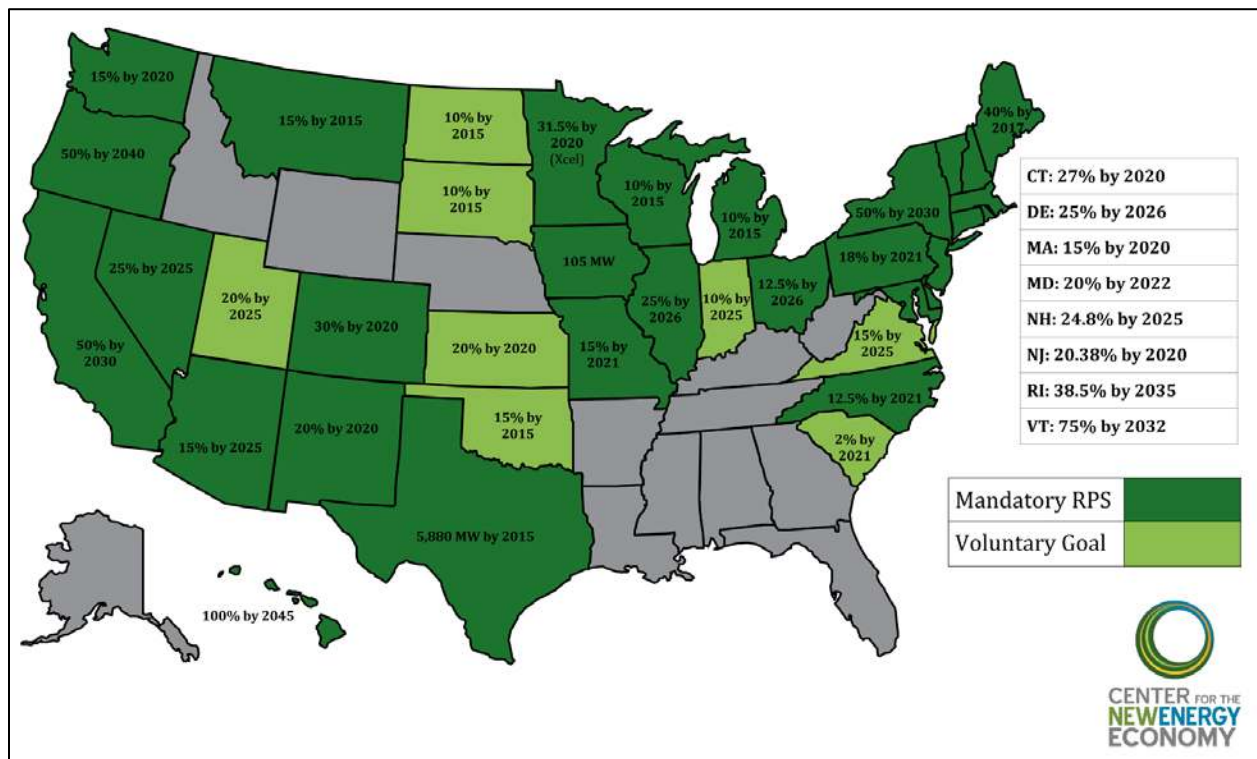 15% by 2020
50% by 2040
15% by 2015
10% by
2015
31.5% by
2020
(Xcel)
10% by
2015
10% by
2015
10% by
2015
40% by
2017
50% by 2030
18% by 2021
25% by 2025
20% by
2025
30% by 2020
105 MW
25% by
2026
10% by
2025
12.5% by
2026
50% by
2030
20% by 2020
15% by
2021
15% by
2025
12.5% by 2021
15% by 2025
20% by 2020
15% by
2015
2% by
2021
5,880 MW by 2015
100% by 2045
CT: 27% by 2020
DE: 25% by 2026
MA: 15% by 2020
MD: 20% by 2022
NH: 24.8% by 2025
NJ: 20.38% by 2020
RI: 38.5% by 2035
VT: 75% by 2032
Mandatory RPS
Voluntary Goal
CENTER FOR THE
NEWENERGY
ECONOMY